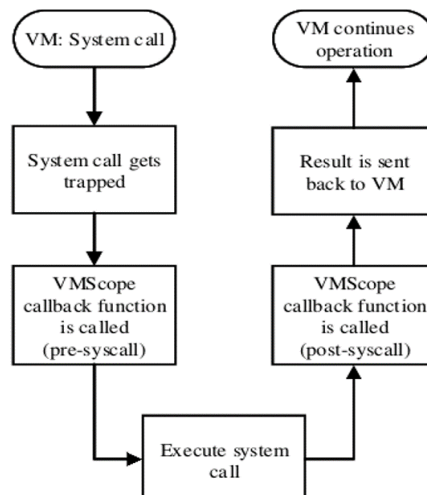 VM: System call
System call gets
trapped
VMScope
callback function
is called
(pre-syscall)
Execute system
call
VMScope
callback function
is called
(post-syscall)
Result is sent
back to VM
VM continues
operation